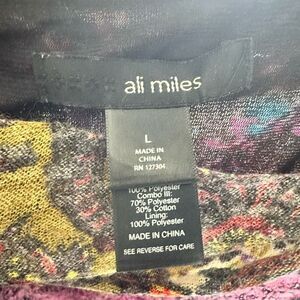 ali miles
L
MADE IN
CHINA
RN 127304
100% Polyester
Combo III:
70% Polyester
30% Cotton
Lining:
100% Polyester
MADE IN CHINA
SEE REVERSE FOR CARE